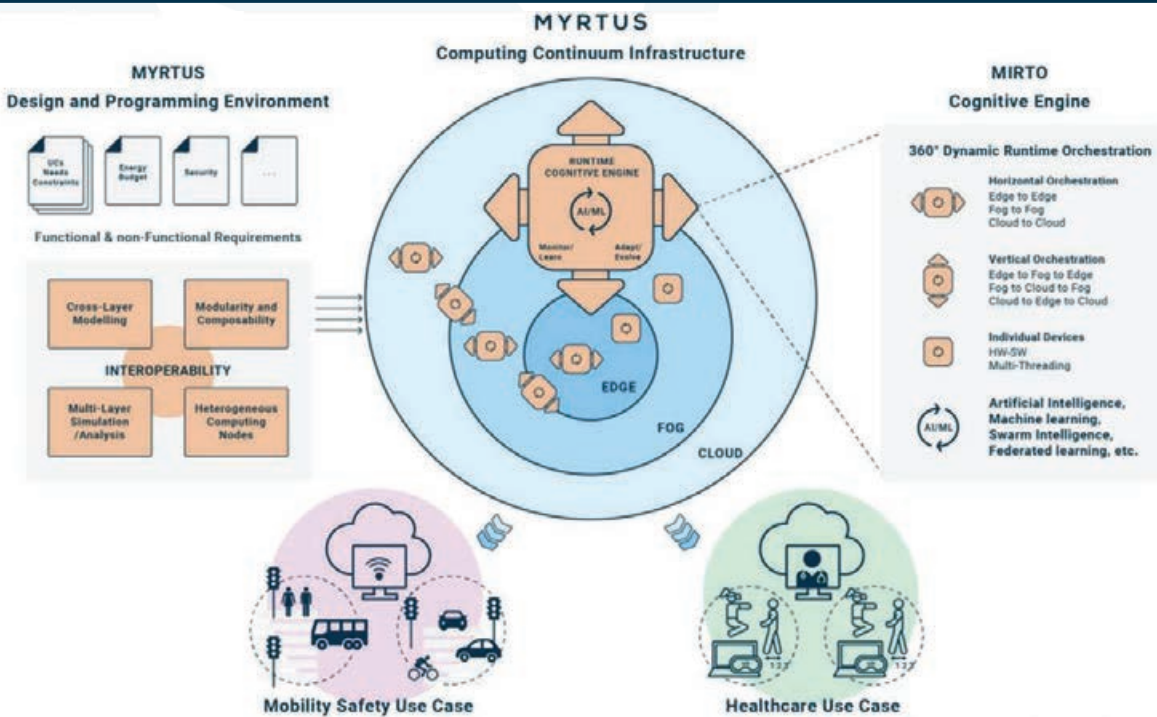 MYRTUS
Computing Continuum Infrastructure
MYRTUS
Design and Programming Environment
UCs
Needs
Constraints
Energy
Budget
Security
...
Functional & non-Functional Requirements
Cross-Layer
Modelling
Modularity and
Composability
INTEROPERABILITY
Multi-Layer
Simulation
/Analysis
Heterogeneous
Computing
Nodes
RUNTIME
COGNITIVE ENGINE
AI/ML
Monitor/
Learn
Adapt/
Evolve
EDGE
FOG
CLOUD
MIRTO
Cognitive Engine
360° Dynamic Runtime Orchestration
Horizontal Orchestration
Edge to Edge
Fog to Fog
Cloud to Cloud
Vertical Orchestration
Edge to Fog to Edge
Fog to Cloud to Fog
Cloud to Edge to Cloud
Individual Devices
HW-SW
Multi-Threading
AI/ML
Artificial Intelligence,
Machine learning,
Swarm Intelligence,
Federated learning, etc.
Mobility Safety Use Case
Healthcare Use Case